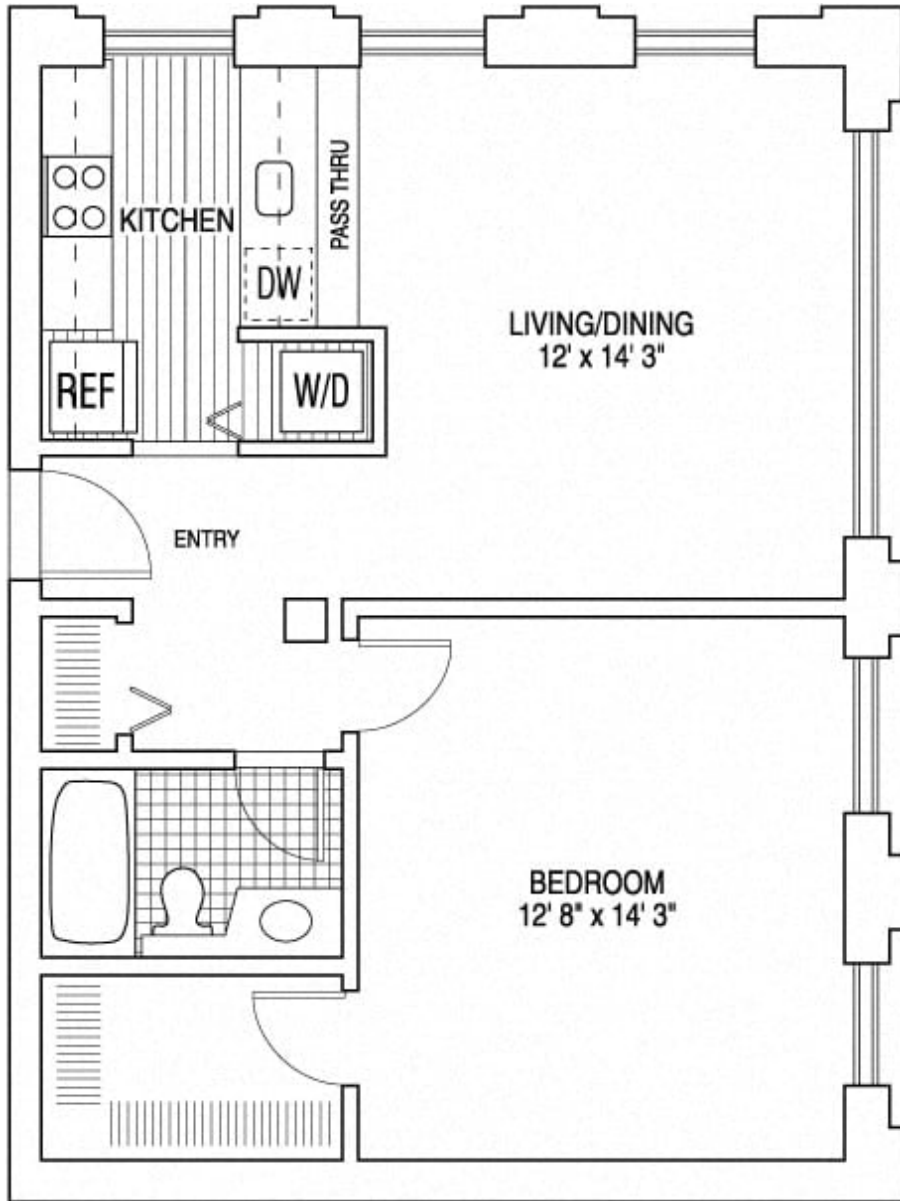 KITCHEN
PASS THRU
DW
LIVING/DINING
12' x 14' 3"
REF
W/D
ENTRY
BEDROOM
12' 8" x 14' 3"